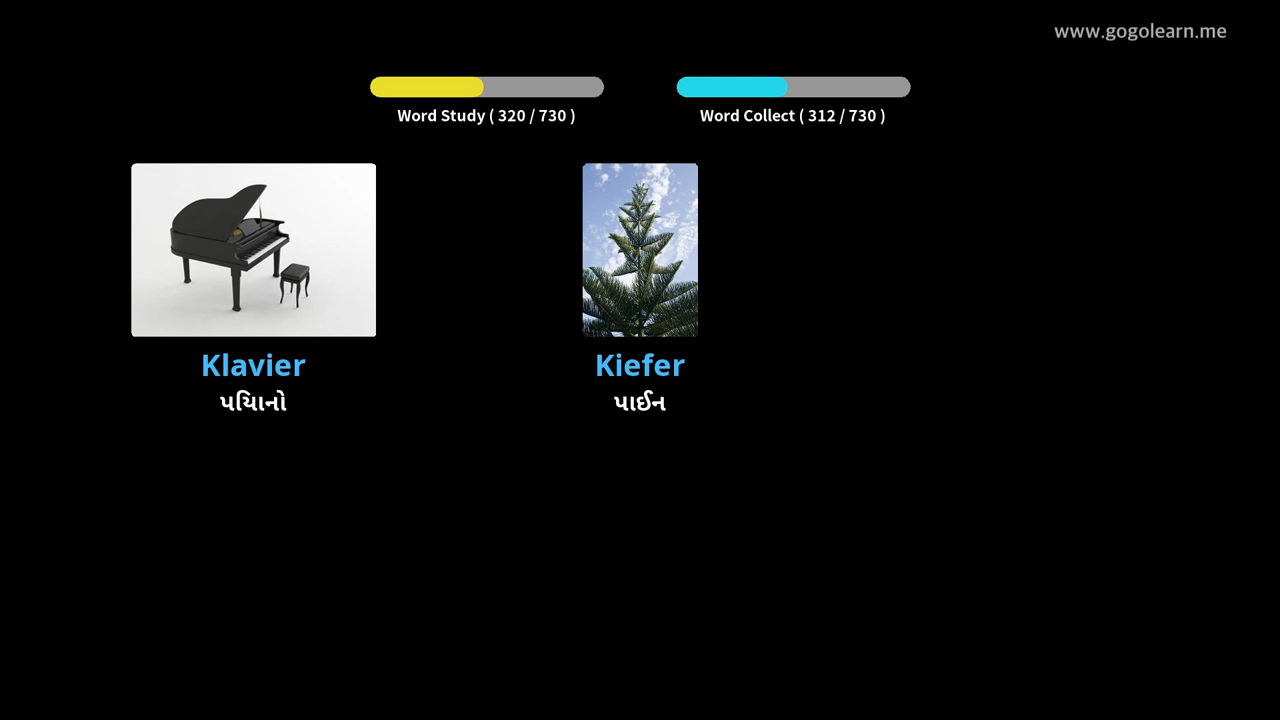 www.gogolearn.me
Word Study ( 320 / 730 )
Word Collect ( 312 / 730 )
Klavier
પિયાનો
Kiefer
પાઈન